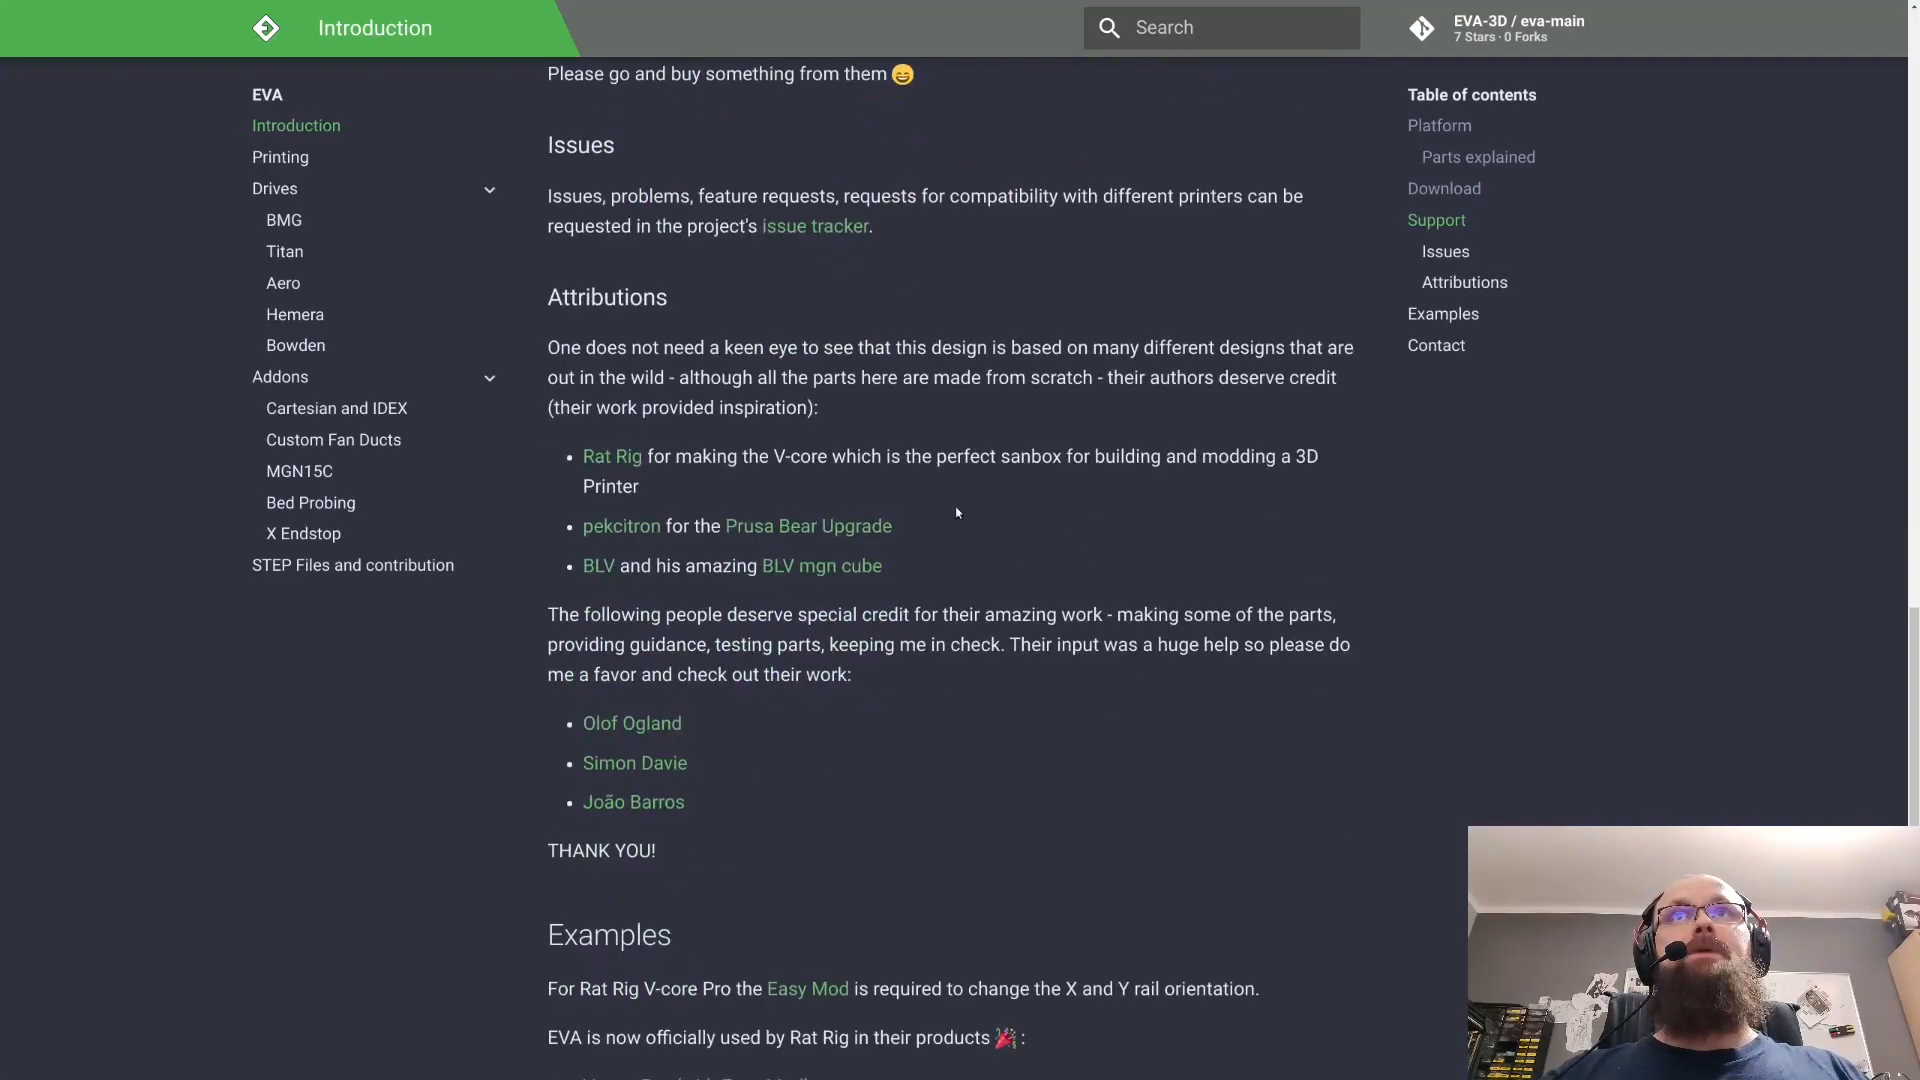 Introduction
Search
EVA-3D / eva-main
7 Stars · 0 Forks
EVA
Introduction
Printing
Drives
BMG
Titan
Aero
Hemera
Bowden
Addons
Cartesian and IDEX
Custom Fan Ducts
MGN15C
Bed Probing
X Endstop
STEP Files and contribution
Please go and buy something from them 😄
Issues
Issues, problems, feature requests, requests for compatibility with different printers can be
requested in the project's issue tracker.
Attributions
One does not need a keen eye to see that this design is based on many different designs that are
out in the wild - although all the parts here are made from scratch - their authors deserve credit
(their work provided inspiration):
• Rat Rig for making the V-core which is the perfect sanbox for building and modding a 3D
Printer
• pekcitron for the Prusa Bear Upgrade
• BLV and his amazing BLV mgn cube
The following people deserve special credit for their amazing work - making some of the parts,
providing guidance, testing parts, keeping me in check. Their input was a huge help so please do
me a favor and check out their work:
• Olof Ogland
• Simon Davie
• João Barros
THANK YOU!
Examples
For Rat Rig V-core Pro the Easy Mod is required to change the X and Y rail orientation.
EVA is now officially used by Rat Rig in their products 🎉 :
Table of contents
Platform
Parts explained
Download
Support
Issues
Attributions
Examples
Contact